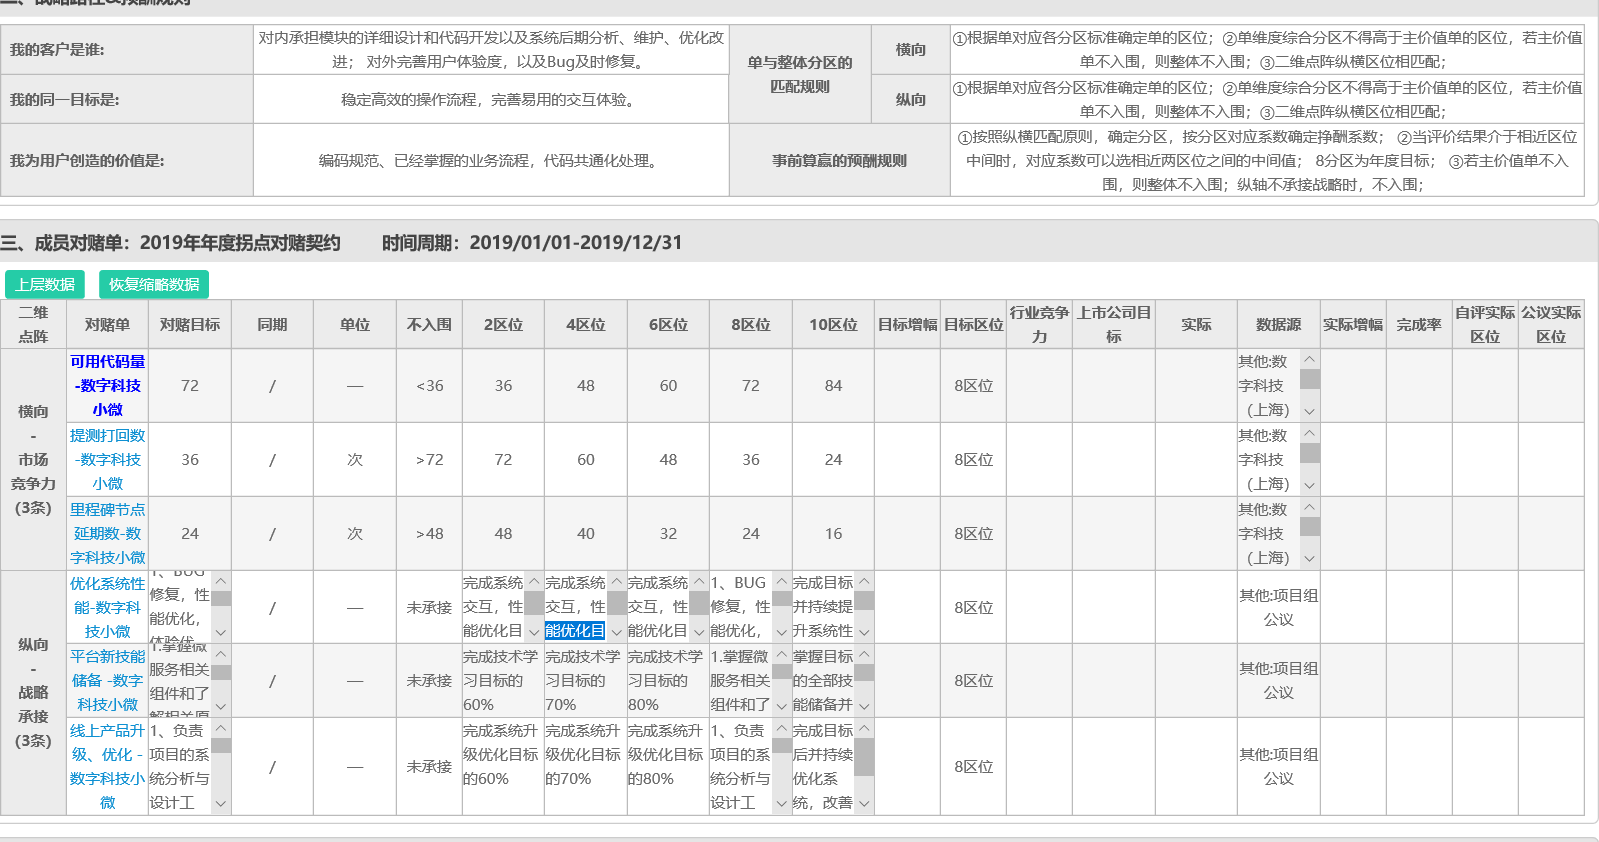 二、战略路径&预酬规则
我的客户是谁:
对内承担模块的详细设计和代码开发以及系统后期分析、维护、优化改
进； 对外完善用户体验度，以及Bug及时修复。
单与整体分区的
匹配规则
横向
①根据单对应各分区标准确定单的区位；②单维度综合分区不得高于主价值单的区位，若主价值
单不入围，则整体不入围；③二维点阵纵横区位相匹配；
我的同一目标是:
稳定高效的操作流程，完善易用的交互体验。
纵向
①根据单对应各分区标准确定单的区位；②单维度综合分区不得高于主价值单的区位，若主价值
单不入围，则整体不入围；③二维点阵纵横区位相匹配；
我为用户创造的价值是:
编码规范、已经掌握的业务流程，代码共通化处理。
事前算赢的预酬规则
①按照纵横匹配原则，确定分区，按分区对应系数确定挣酬系数； ②当评价结果介于相近区位
中间时，对应系数可以选相近两区位之间的中间值； 8分区为年度目标； ③若主价值单不入
围，则整体不入围；纵轴不承接战略时，不入围；
三、成员对赌单：2019年年度拐点对赌契约 时间周期：2019/01/01-2019/12/31
上层数据 恢复缩略数据
二维
点阵
对赌单 对赌目标 同期 单位 不入围 2区位 4区位 6区位 8区位 10区位 目标增幅 目标区位
行业竞争
力
上市公司目
标
实际 数据源 实际增幅 完成率
自评实际
区位
公议实际
区位
横向
-
市场
竞争力
(3条)
可用代码量
-数字科技
小微
72 / — <36 36 48 60 72 84 8区位
其他:数
字科技
（上海）
提测打回数
-数字科技
小微
36 / 次 >72 72 60 48 36 24 8区位
其他:数
字科技
（上海）
里程碑节点
延期数-数
字科技小微
24 / 次 >48 48 40 32 24 16 8区位
其他:数
字科技
（上海）
纵向
-
战略
承接
(3条)
优化系统性
能-数字科
技小微
1、BUG
修复，性
能优化，
体验优
/ — 未承接
完成系统
交互，性
能优化目
完成系统
交互，性
能优化目
完成系统
交互，性
能优化目
1、BUG
修复，性
能优化，
完成目标
并持续提
升系统性
8区位
其他:项目组
公议
平台新技能
储备 -数字
科技小微
1.掌握微
服务相关
组件和了
解相关原
/ — 未承接
完成技术学
习目标的
60%
完成技术学
习目标的
70%
完成技术学
习目标的
80%
1.掌握微
服务相关
组件和了
掌握目标
的全部技
能储备并
8区位
其他:项目组
公议
线上产品升
级、优化 -
数字科技小
微
1、负责
项目的系
统分析与
设计工
/ — 未承接
完成系统升
级优化目标
的60%
完成系统升
级优化目标
的70%
完成系统升
级优化目标
的80%
1、负责
项目的系
统分析与
设计工
完成目标
后并持续
优化系
统，改善
8区位
其他:项目组
公议